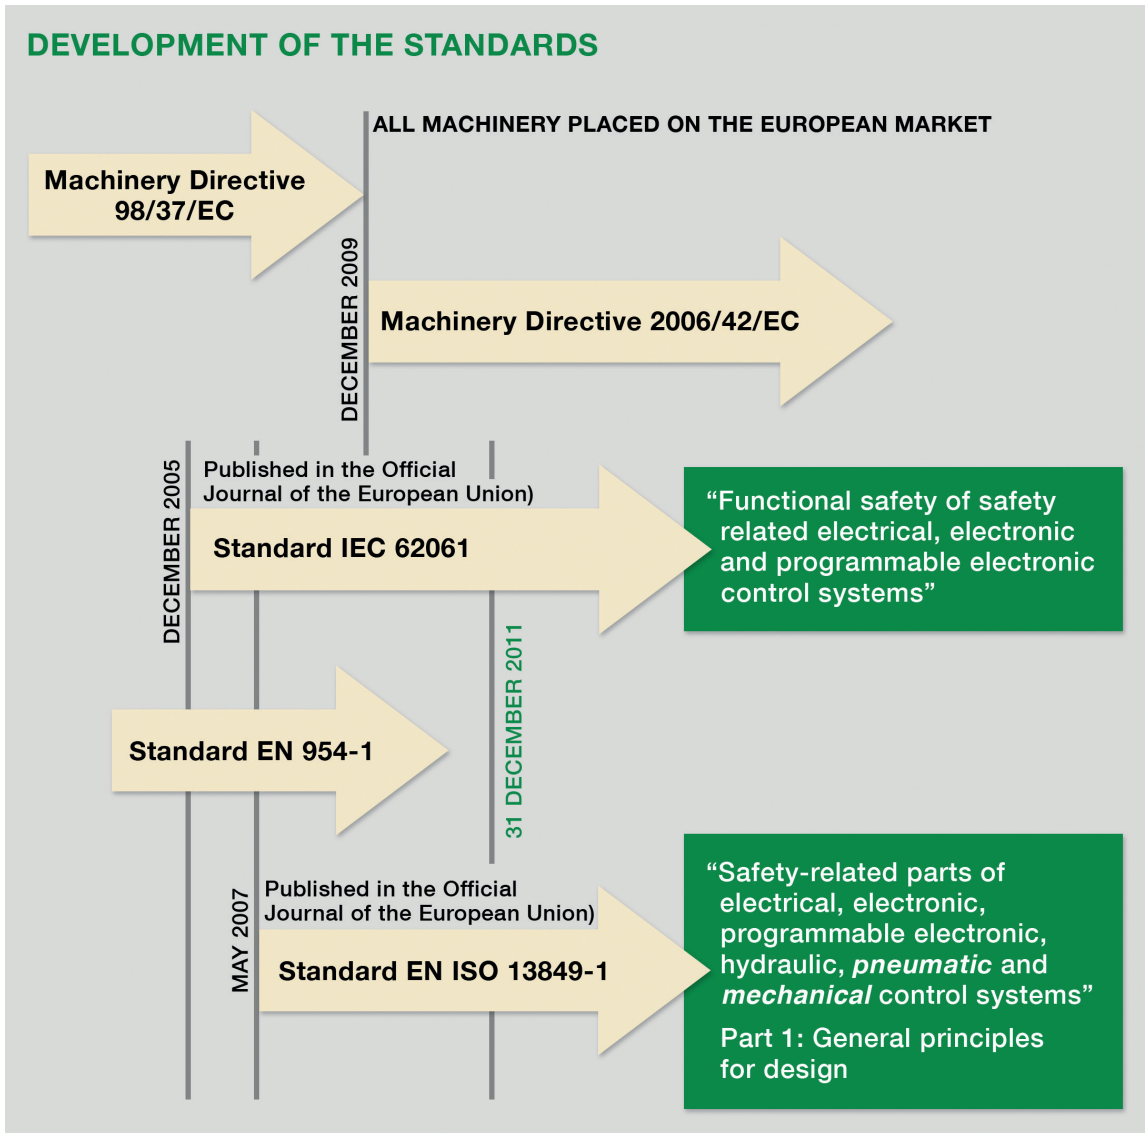 DEVELOPMENT OF THE STANDARDS
ALL MACHINERY PLACED ON THE EUROPEAN MARKET
Machinery Directive
98/37/EC
DECEMBER 2009
Machinery Directive 2006/42/EC
DECEMBER 2005
Published in the Official
Journal of the European Union)
Standard IEC 62061
“Functional safety of safety
related electrical, electronic
and programmable electronic
control systems”
31 DECEMBER 2011
Standard EN 954-1
MAY 2007
Published in the Official
Journal of the European Union)
Standard EN ISO 13849-1
“Safety-related parts of
electrical, electronic,
programmable electronic,
hydraulic, pneumatic and
mechanical control systems”
Part 1: General principles
for design